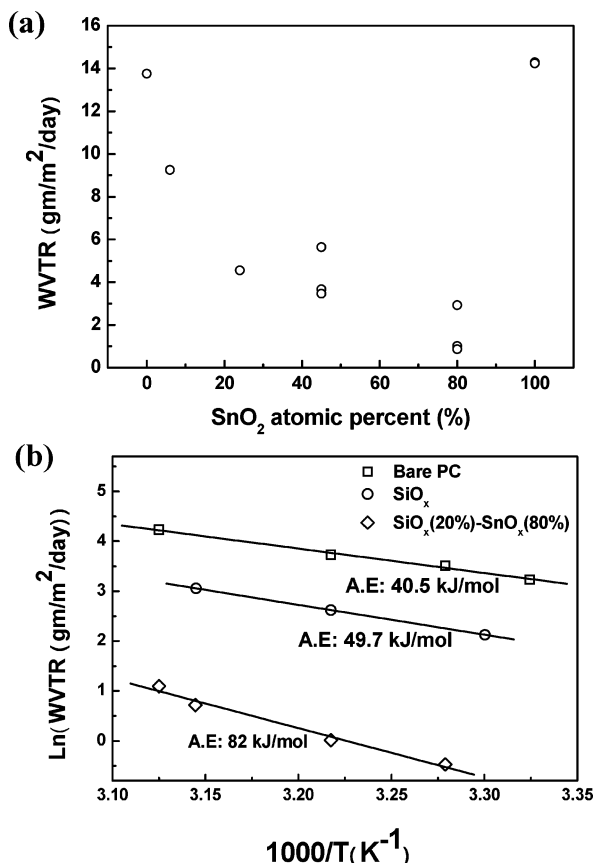 (a)
16
14
12
10
8
6
4
2
0
WVTR ( gm/m²/day)
0 20 40 60 80 100
SnO₂ atomic percent (%)
(b)
Bare PC
SiOₓ
SiOₓ(20%)-SnOₓ(80%)
5
4
3
2
1
0
Ln(WVTR ( gm/m²/day))
A.E: 40.5 kJ/mol
A.E: 49.7 kJ/mol
A.E: 82 kJ/mol
3.10 3.15 3.20 3.25 3.30 3.35
1000/T(K⁻¹)